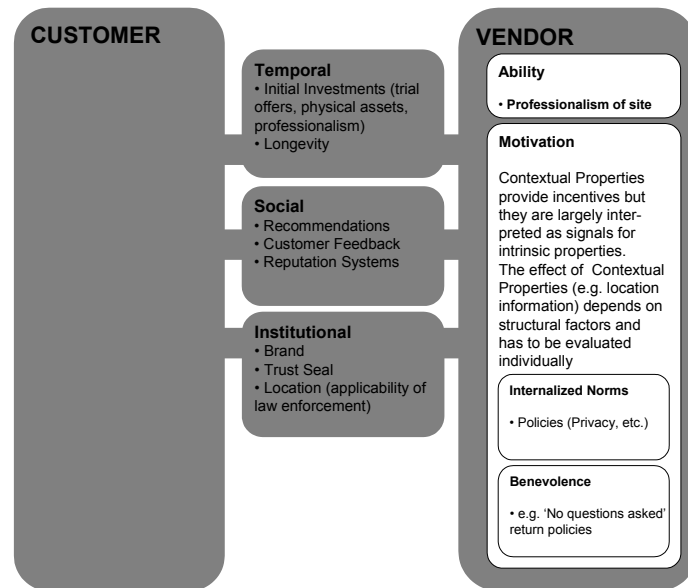 CUSTOMER
Temporal
• Initial Investments (trial
offers, physical assets,
professionalism)
• Longevity
Social
• Recommendations
• Customer Feedback
• Reputation Systems
Institutional
• Brand
• Trust Seal
• Location (applicability of
law enforcement)
VENDOR
Ability
• Professionalism of site
Motivation
Contextual Properties
provide incentives but
they are largely inter-
preted as signals for
intrinsic properties.
The effect of Contextual
Properties (e.g. location
information) depends on
structural factors and
has to be evaluated
individually
Internalized Norms
• Policies (Privacy, etc.)
Benevolence
• e.g. ‘No questions asked’
return policies